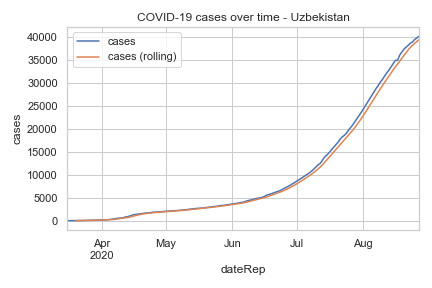 COVID-19 cases over time - Uzbekistan
cases
cases (rolling)
40000
35000
30000
25000
20000
15000
10000
5000
0
cases
Apr
2020
May
Jun
Jul
Aug
dateRep